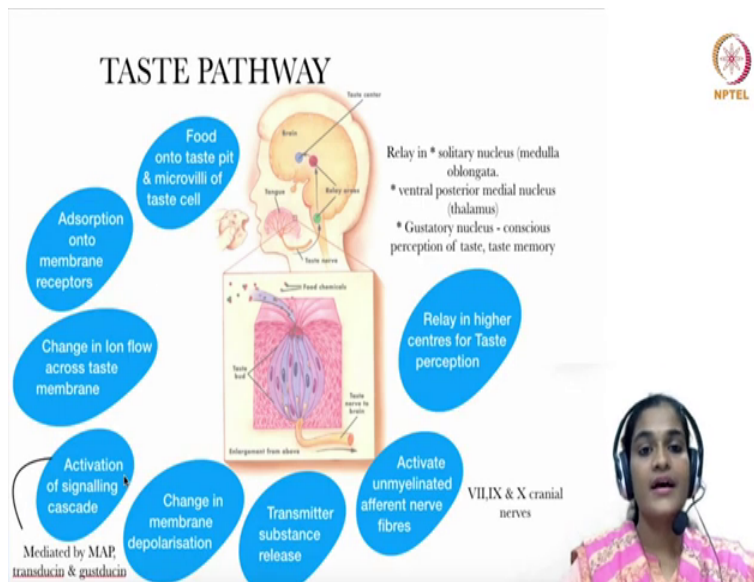 TASTE PATHWAY
NPTEL
Food
onto taste pit
& microvilli of
taste cell
Adsorption
onto
membrane
receptors
Change in Ion flow
across taste
membrane
Activation
of signalling
cascade
Mediated by MAP,
transducin & gustducin
Change in
membrane
depolarisation
Transmitter
substance
release
Activate
unmyelinated
afferent nerve
fibres
VII,IX & X cranial
nerves
Relay in higher
centres for Taste
perception
Relay in * solitary nucleus (medulla
oblongata.
* ventral posterior medial nucleus
(thalamus)
* Gustatory nucleus - conscious
perception of taste, taste memory
Taste center
Brain
Tongue
Relay areas
Taste nerve
Food chemicals
Taste
bud
Taste
nerve to
brain
Enlargement from above